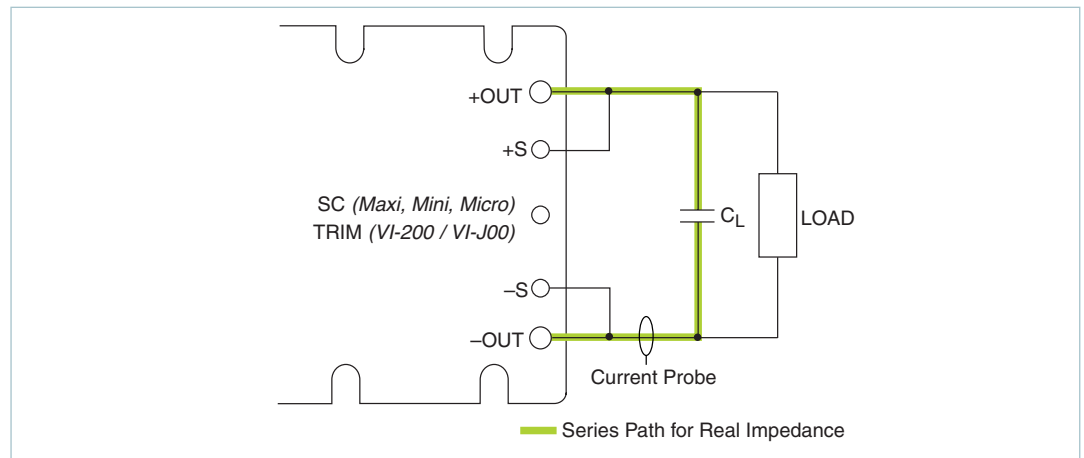 +OUT
+S
SC (Maxi, Mini, Micro)
TRIM (VI-200 / VI-J00)
CL
LOAD
–S
–OUT
Current Probe
Series Path for Real Impedance